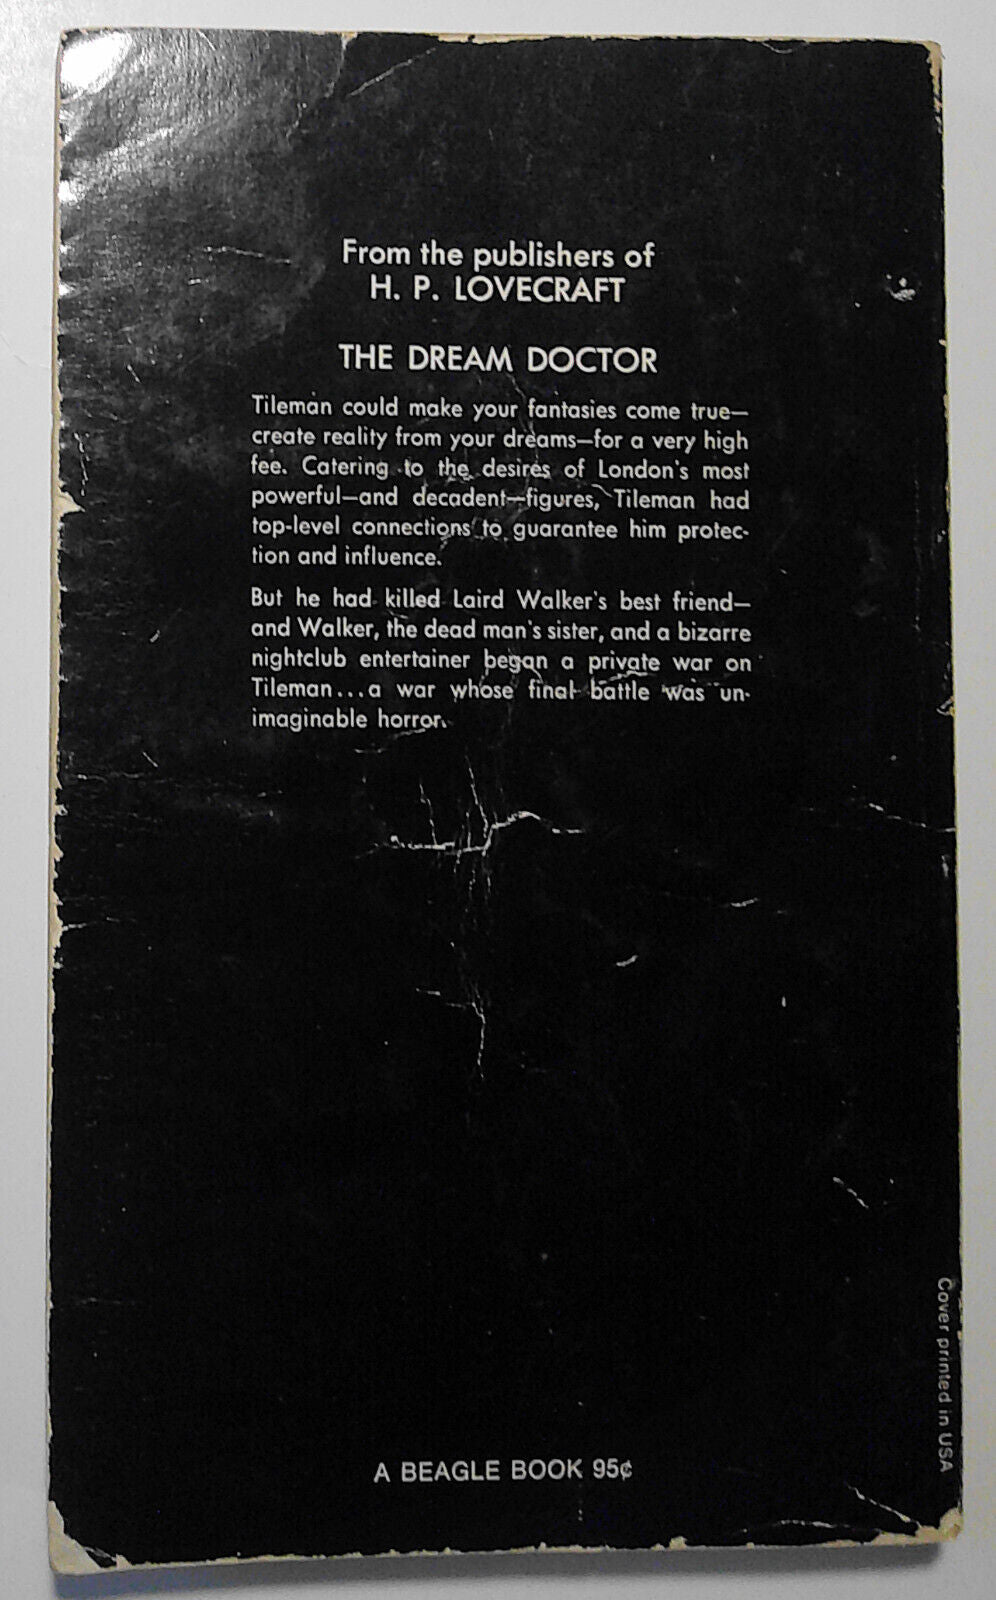 From the publishers of
H. P. LOVECRAFT
THE DREAM DOCTOR
Tileman could make your fantasies come true—
create reality from your dreams—for a very high
fee. Catering to the desires of London's most
powerful—and decadent—figures, Tileman had
top-level connections to guarantee him protec-
tion and influence.
But he had killed Laird Walker's best friend—
and Walker, the dead man's sister, and a bizarre
nightclub entertainer began a private war on
Tileman...a war whose final battle was un-
imaginable horror.
Cover printed in USA
A BEAGLE BOOK 95¢